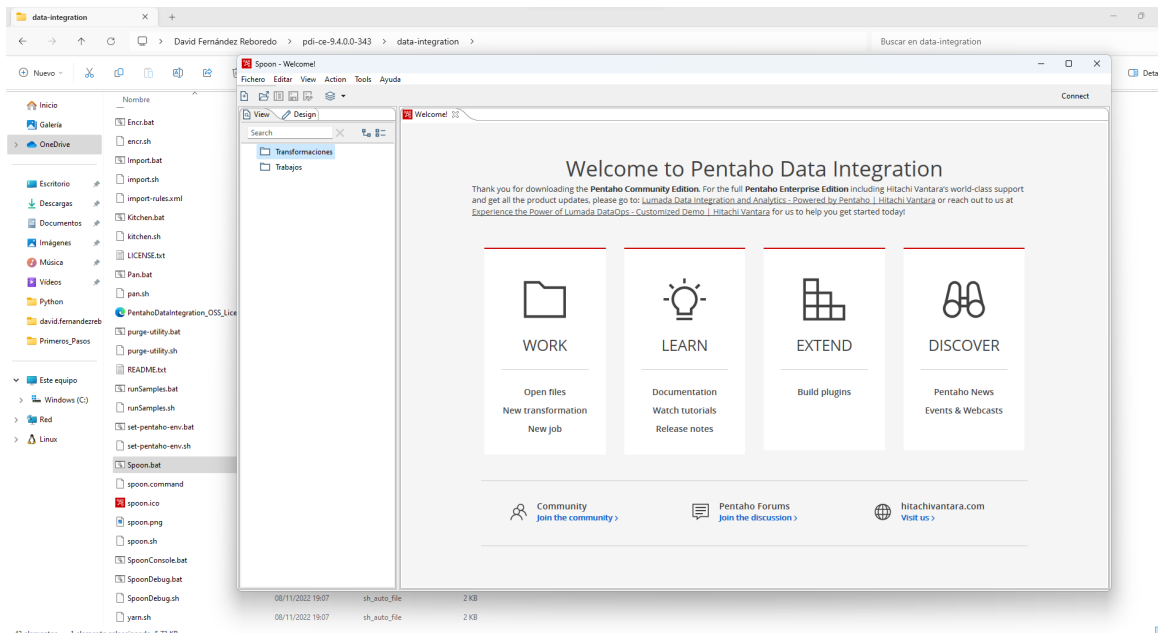 data-integration
David Fernández Reboredo > pdi-ce-9.4.0.0-343 > data-integration >
Buscar en data-integration
Nuevo
Deta
Inicio
Galería
OneDrive
Escritorio
Descargas
Documentos
Imágenes
Música
Vídeos
Python
david.fernandezreb
Primeros_Pasos
Este equipo
Windows (C:)
Red
Linux
Nombre
Encr.bat
encr.sh
Import.bat
import.sh
import-rules.xml
Kitchen.bat
kitchen.sh
LICENSE.txt
Pan.bat
pan.sh
PentahoDataIntegration_OSS_Lice
purge-utility.bat
purge-utility.sh
README.txt
runSamples.bat
runSamples.sh
set-pentaho-env.bat
set-pentaho-env.sh
Spoon.bat
spoon.command
spoon.ico
spoon.png
spoon.sh
SpoonConsole.bat
SpoonDebug.bat
SpoonDebug.sh 08/11/2022 19:07 sh_auto_file 2 KB
yarn.sh 08/11/2022 19:07 sh_auto_file 2 KB
Spoon - Welcome!
Fichero Editar View Action Tools Ayuda
Connect
View Design
Search
Transformaciones
Trabajos
Welcome!
Welcome to Pentaho Data Integration
Thank you for downloading the Pentaho Community Edition. For the full Pentaho Enterprise Edition including Hitachi Vantara's world-class support
and get all the product updates, please go to: Lumada Data Integration and Analytics - Powered by Pentaho | Hitachi Vantara or reach out to us at
Experience the Power of Lumada DataOps - Customized Demo | Hitachi Vantara for us to help you get started today!
WORK
Open files
New transformation
New job
LEARN
Documentation
Watch tutorials
Release notes
EXTEND
Build plugins
DISCOVER
Pentaho News
Events & Webcasts
Community
Join the community >
Pentaho Forums
Join the discussion >
hitachivantara.com
Visit us >